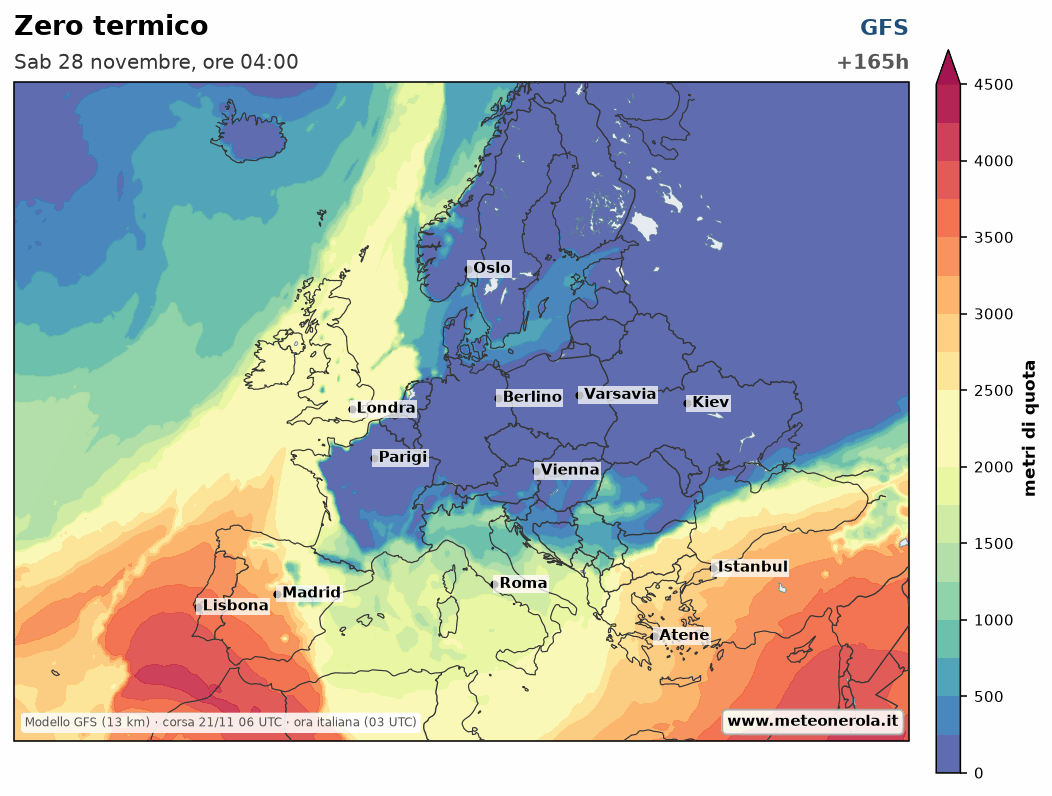 Zero termico
GFS
Sab 28 novembre, ore 04:00
+165h
Oslo
Londra
Berlino
Varsavia
Kiev
Parigi
Vienna
Istanbul
Roma
Madrid
Lisbona
Atene
Modello GFS (13 km) · corsa 21/11 06 UTC · ora italiana (03 UTC)
www.meteonerola.it
4500
4000
3500
3000
2500
2000
1500
1000
500
0
metri di quota